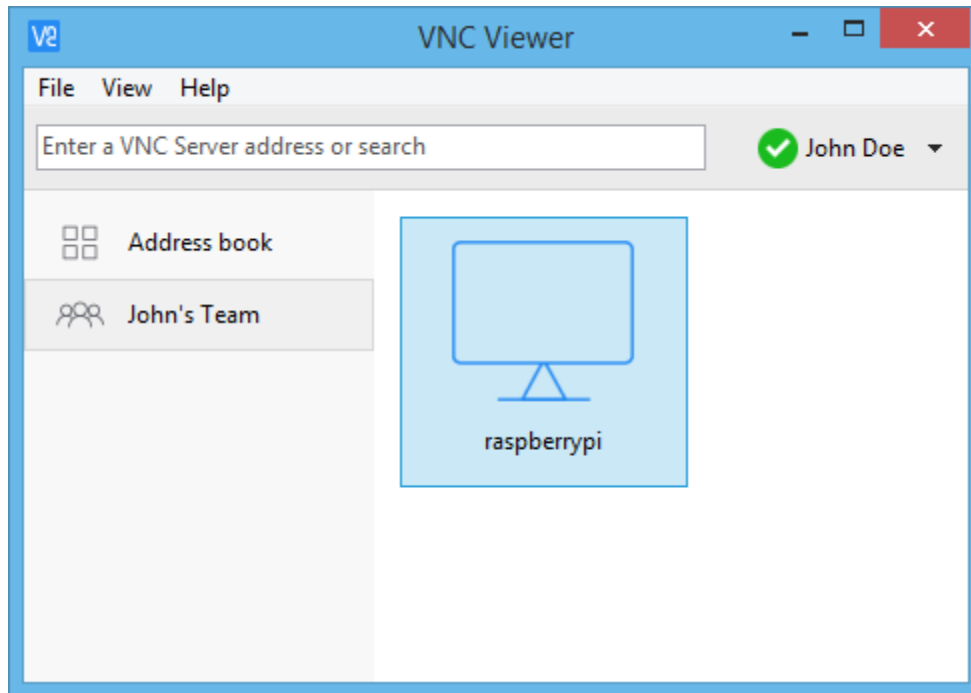 VNC Viewer
File View Help
Enter a VNC Server address or search
John Doe
Address book
John's Team
raspberrypi